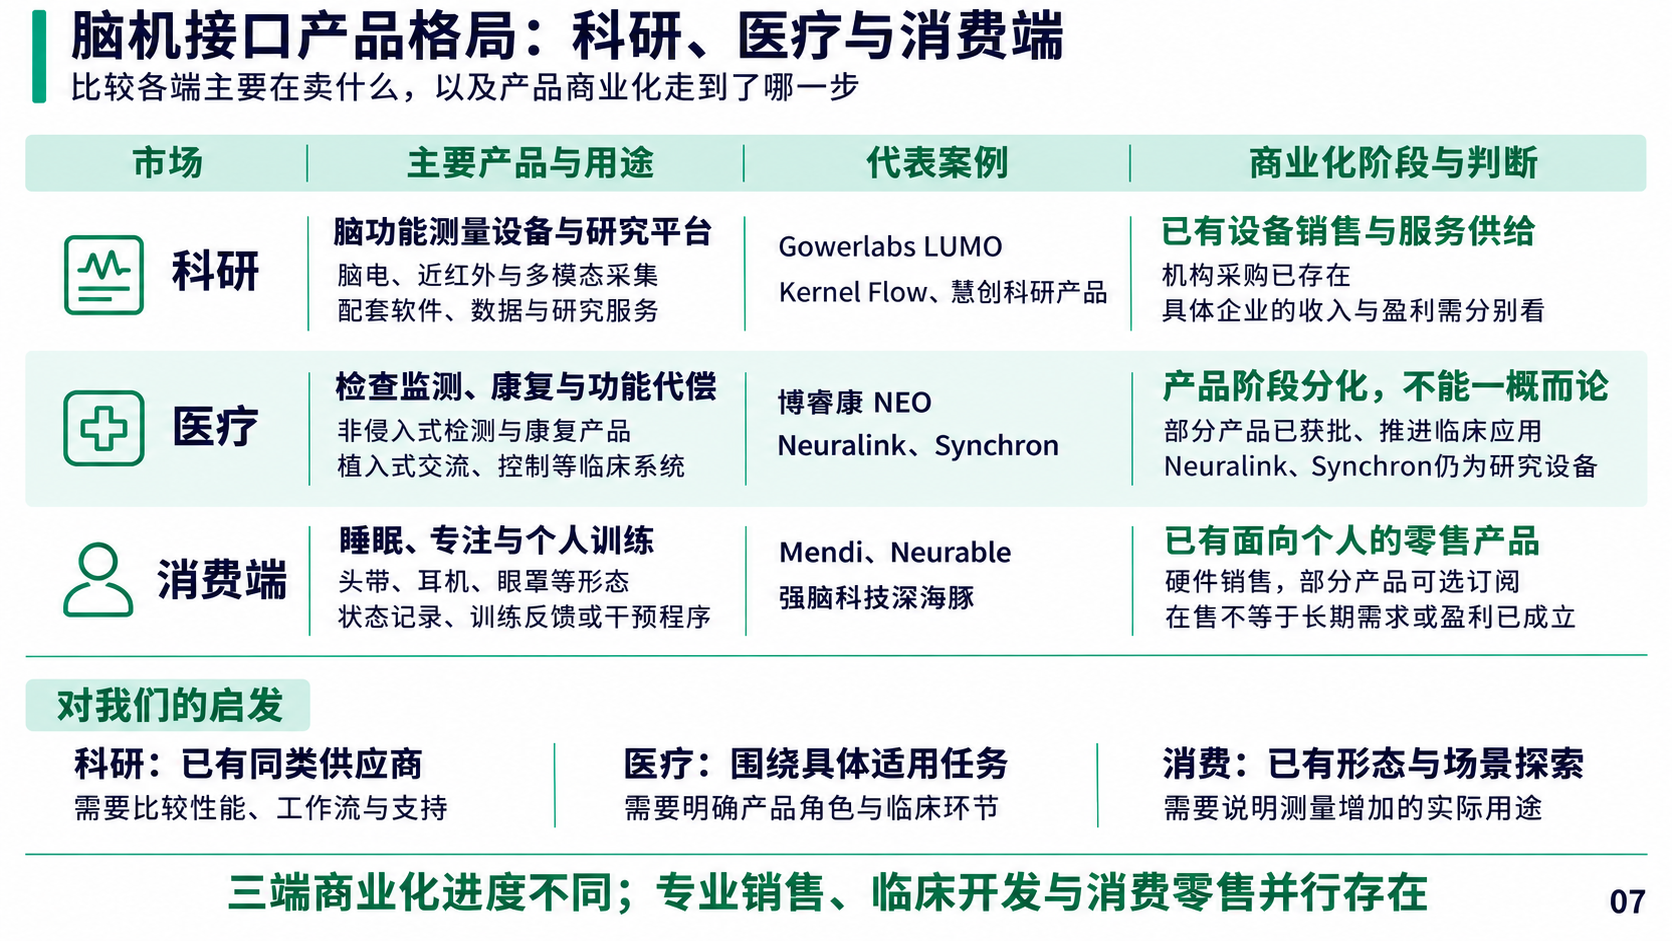 脑机接口产品格局：科研、医疗与消费端
比较各端主要在卖什么，以及产品商业化走到了哪一步
市场
主要产品与用途
代表案例
商业化阶段与判断
科研
脑功能测量设备与研究平台
脑电、近红外与多模态采集
配套软件、数据与研究服务
Gowerlabs LUMO
Kernel Flow、慧创科研产品
已有设备销售与服务供给
机构采购已存在
具体企业的收入与盈利需分别看
医疗
检查监测、康复与功能代偿
非侵入式检测与康复产品
植入式交流、控制等临床系统
博睿康 NEO
Neuralink、Synchron
产品阶段分化，不能一概而论
部分产品已获批、推进临床应用
Neuralink、Synchron仍为研究设备
消费端
睡眠、专注与个人训练
头带、耳机、眼罩等形态
状态记录、训练反馈或干预程序
Mendi、Neurable
强脑科技深海豚
已有面向个人的零售产品
硬件销售，部分产品可选订阅
在售不等于长期需求或盈利已成立
对我们的启发
科研：已有同类供应商
需要比较性能、工作流与支持
医疗：围绕具体适用任务
需要明确产品角色与临床环节
消费：已有形态与场景探索
需要说明测量增加的实际用途
三端商业化进度不同；专业销售、临床开发与消费零售并行存在
07